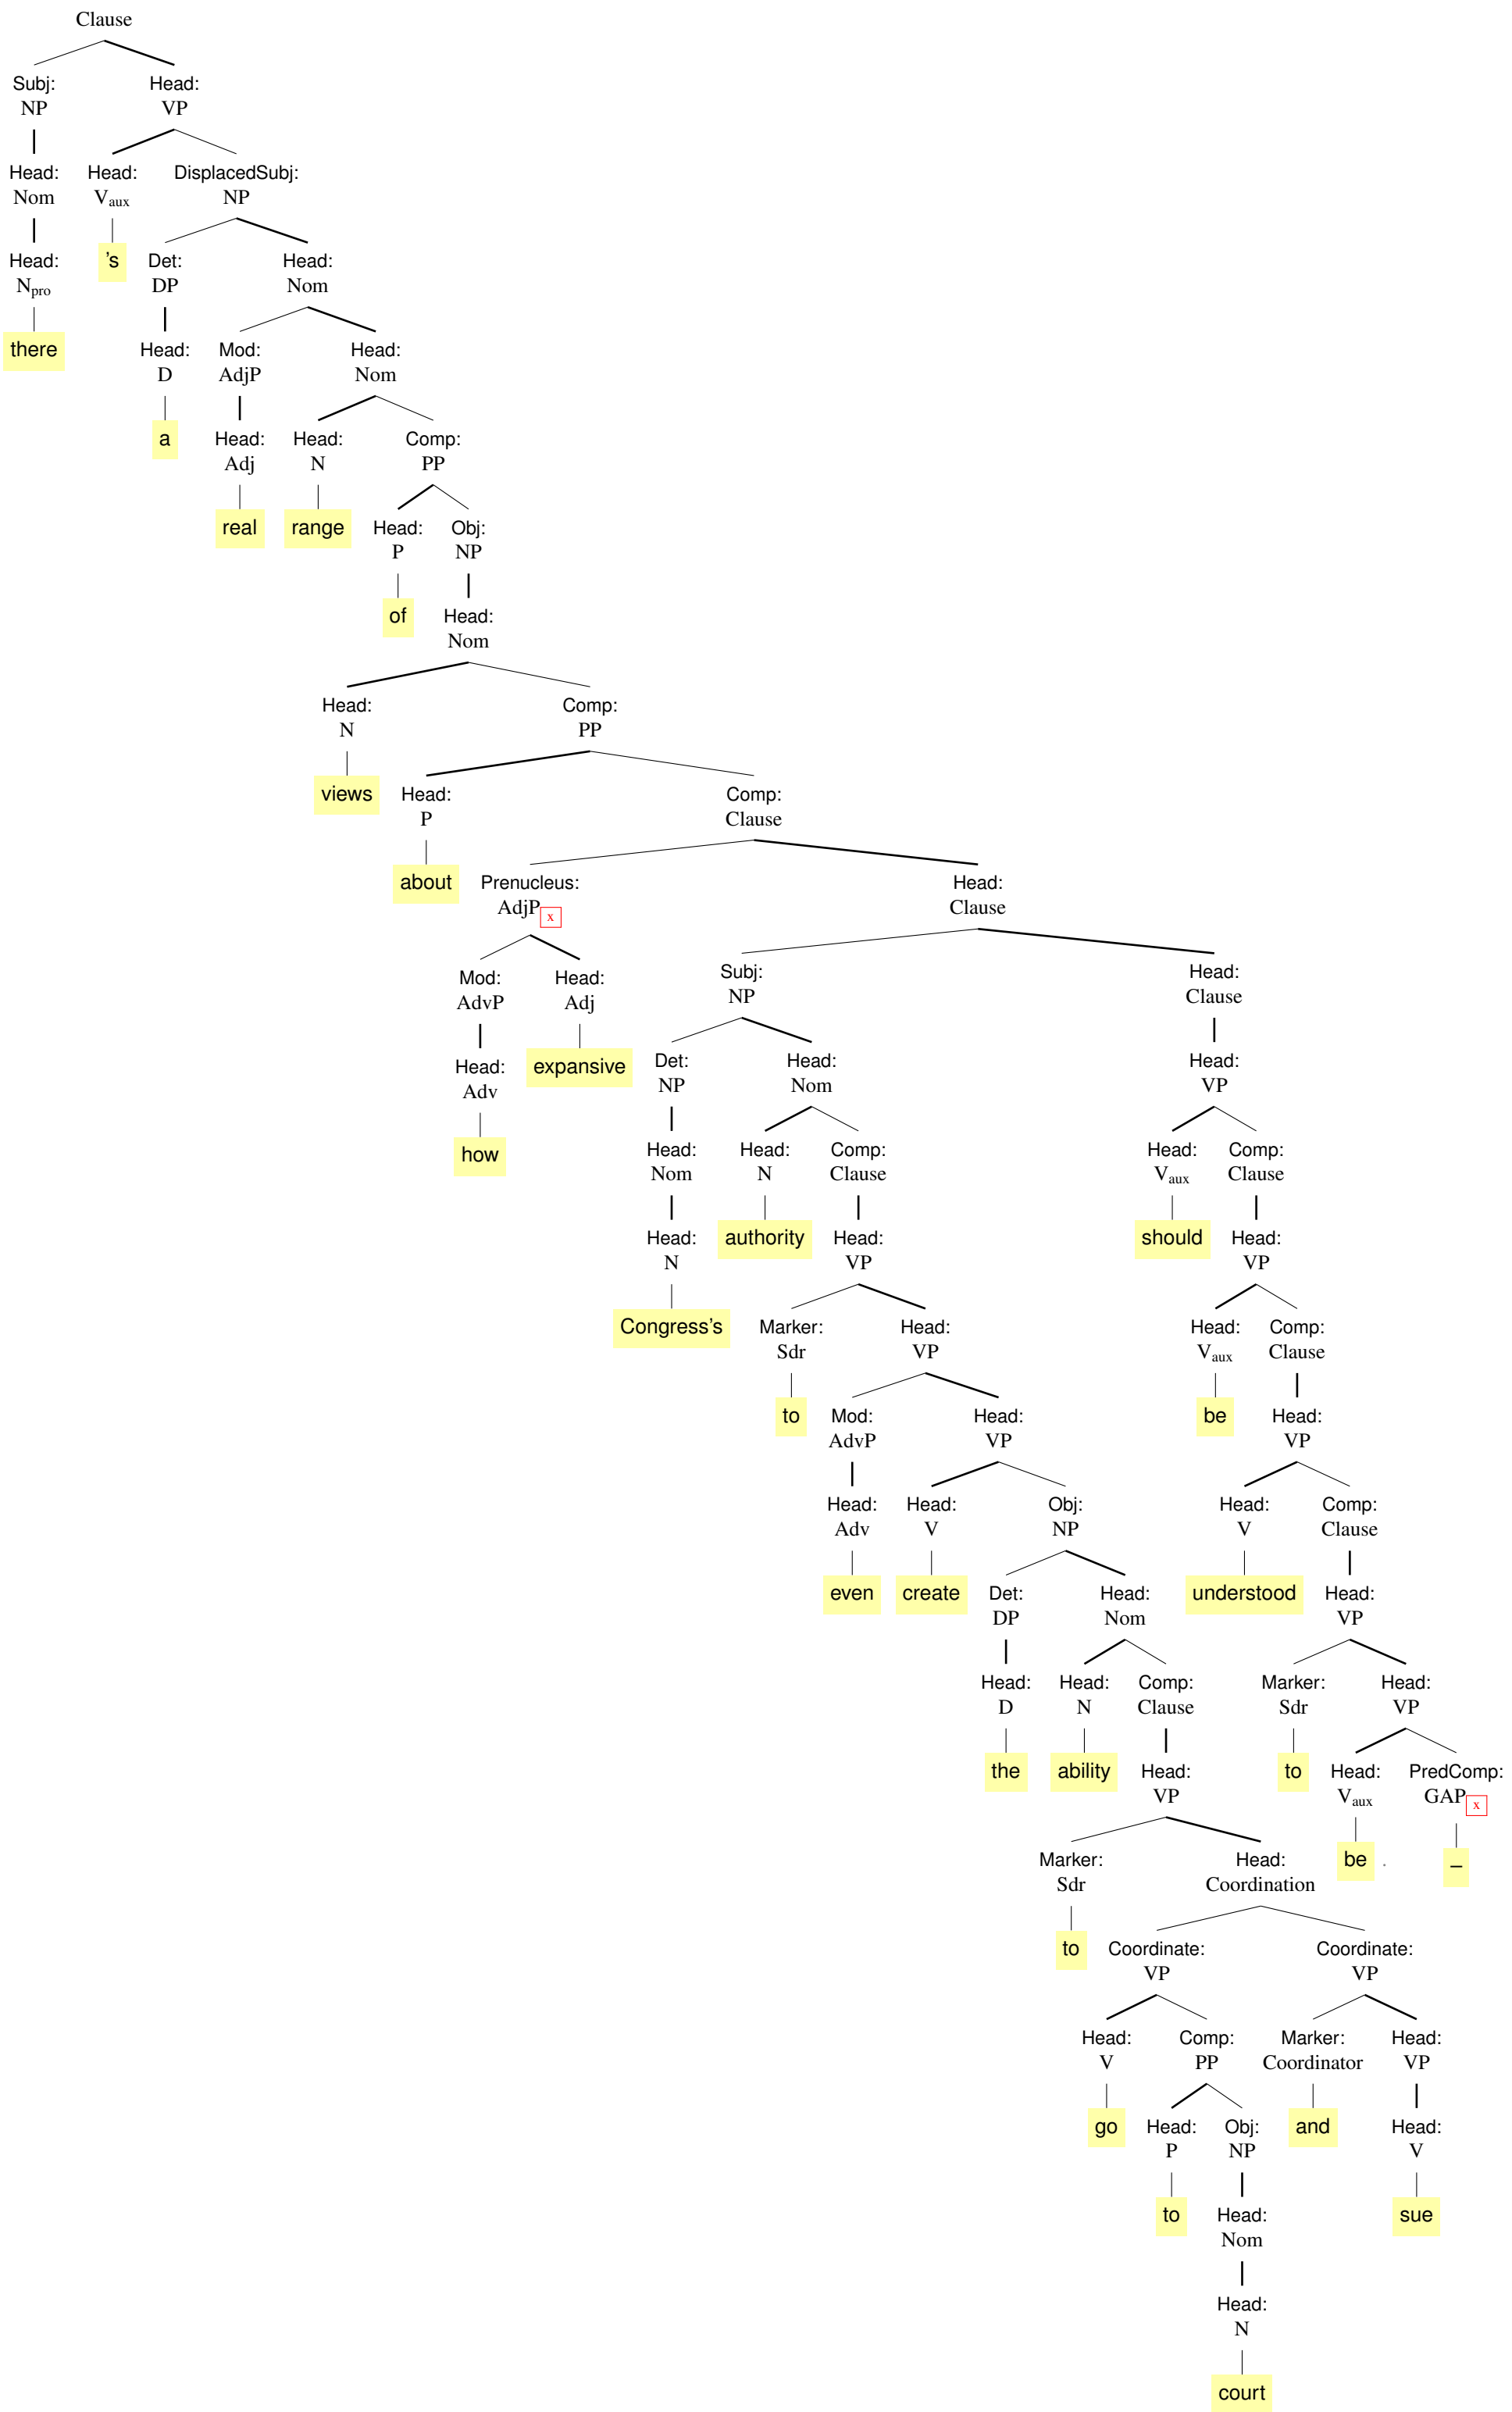 Clause
Subj: Head:
NP VP
Head: Head: DisplacedSubj:
Nom Vaux NP
Head: 's Det: Head:
Npro DP Nom
there Head: Mod: Head:
D AdjP Nom
a Head: Head: Comp:
Adj N PP
real range Head: Obj:
P NP
of Head:
Nom
Head: Comp:
N PP
views Head: Comp:
P Clause
about Prenucleus: Head:
AdjP x Clause
Mod: Head: Subj: Head:
AdvP Adj NP Clause
Head: expansive Det: Head: Head:
Adv NP Nom VP
how Head: Head: Comp: Head: Comp:
Nom N Clause Vaux Clause
Head: authority Head: should Head:
N VP VP
Congress's Marker: Head: Head: Comp:
Sdr VP Vaux Clause
to Mod: Head: be Head:
AdvP VP VP
Head: Head: Obj: Head: Comp:
Adv V NP V Clause
even create Det: Head: understood Head:
DP Nom VP
Head: Head: Comp: Marker: Head:
D N Clause Sdr VP
the ability Head: to Head: PredComp:
VP Vaux GAP x
Marker: Head: be . –
Sdr Coordination
to Coordinate: Coordinate:
VP VP
Head: Comp: Marker: Head:
V PP Coordinator VP
go Head: Obj: and Head:
P NP V
to Head: sue
Nom
Head:
N
court